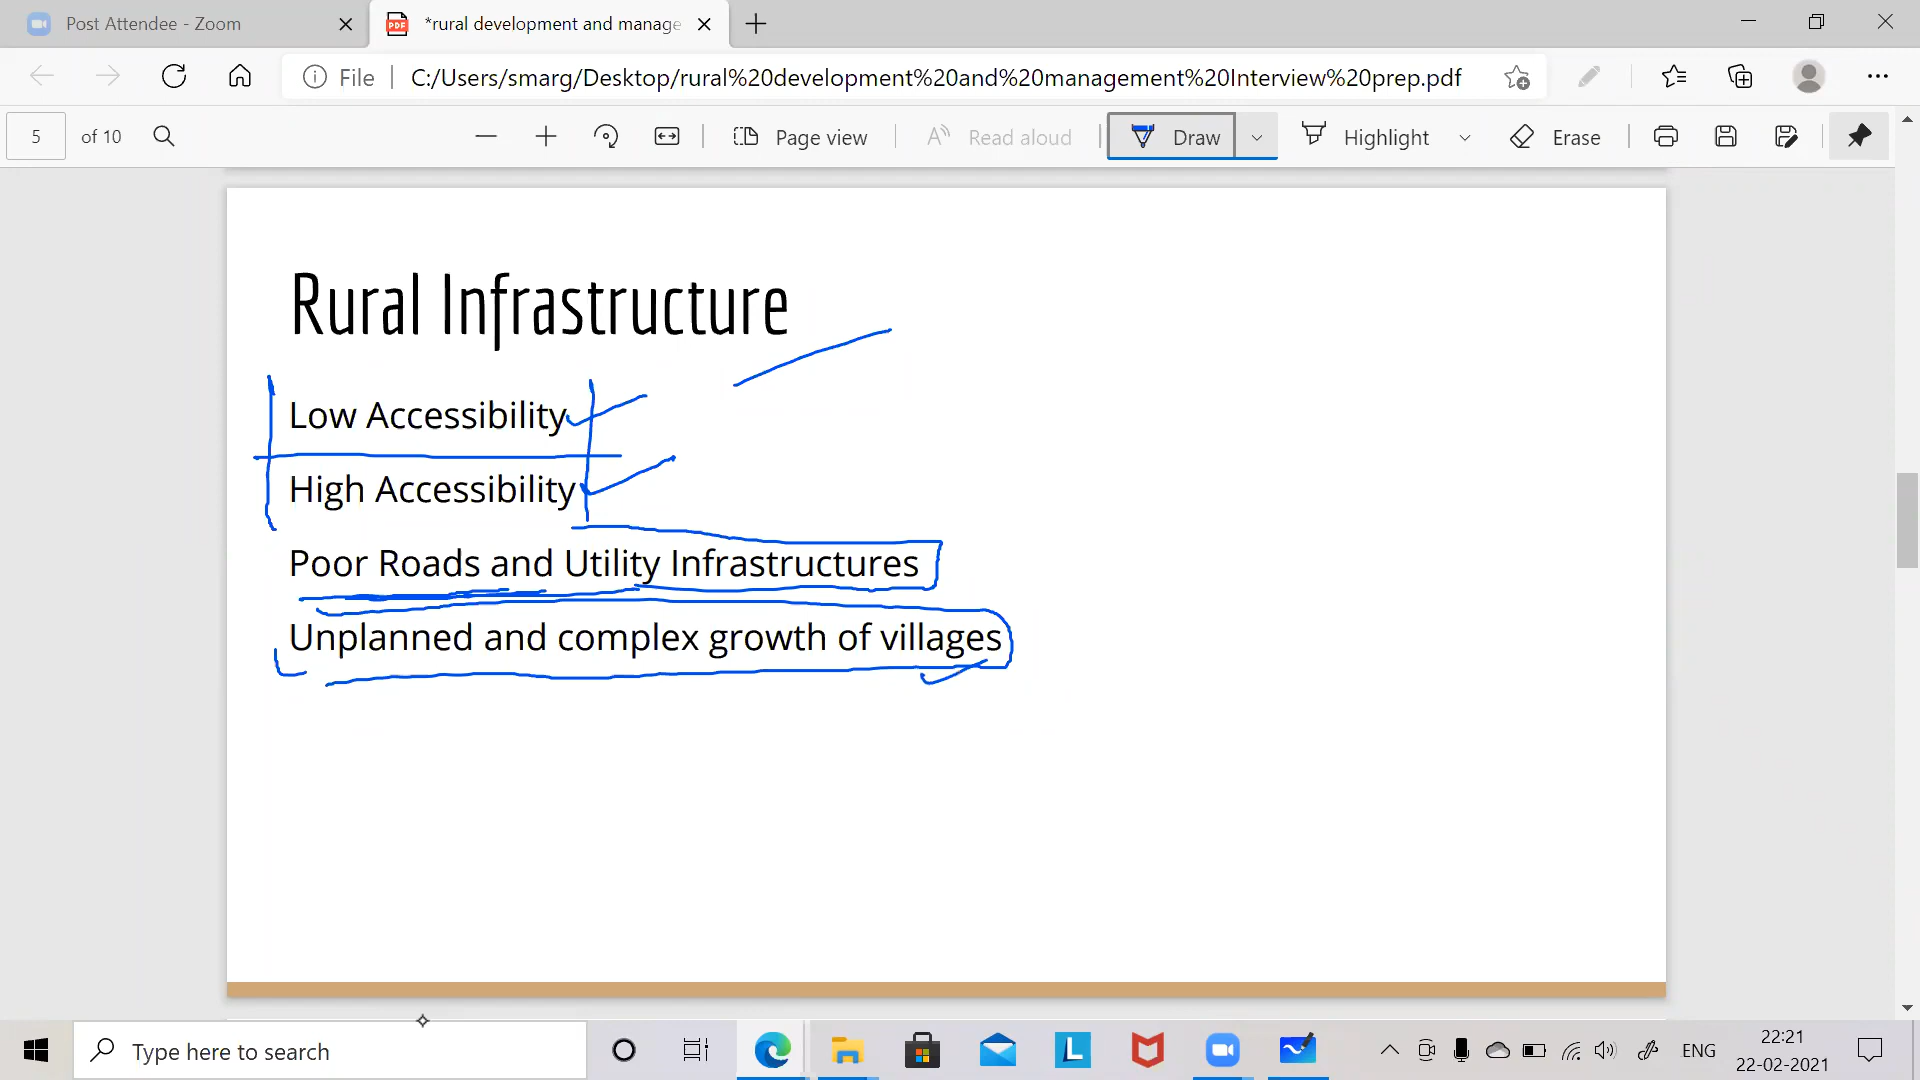 Post Attendee - Zoom
*rural development and manage
File
C:/Users/smarg/Desktop/rural%20development%20and%20management%20Interview%20prep.pdf
5 of 10
Page view
Read aloud
Draw
Highlight
Erase
Rural Infrastructure
Low Accessibility
High Accessibility
Poor Roads and Utility Infrastructures
Unplanned and complex growth of villages
Type here to search
ENG
22:21
22-02-2021